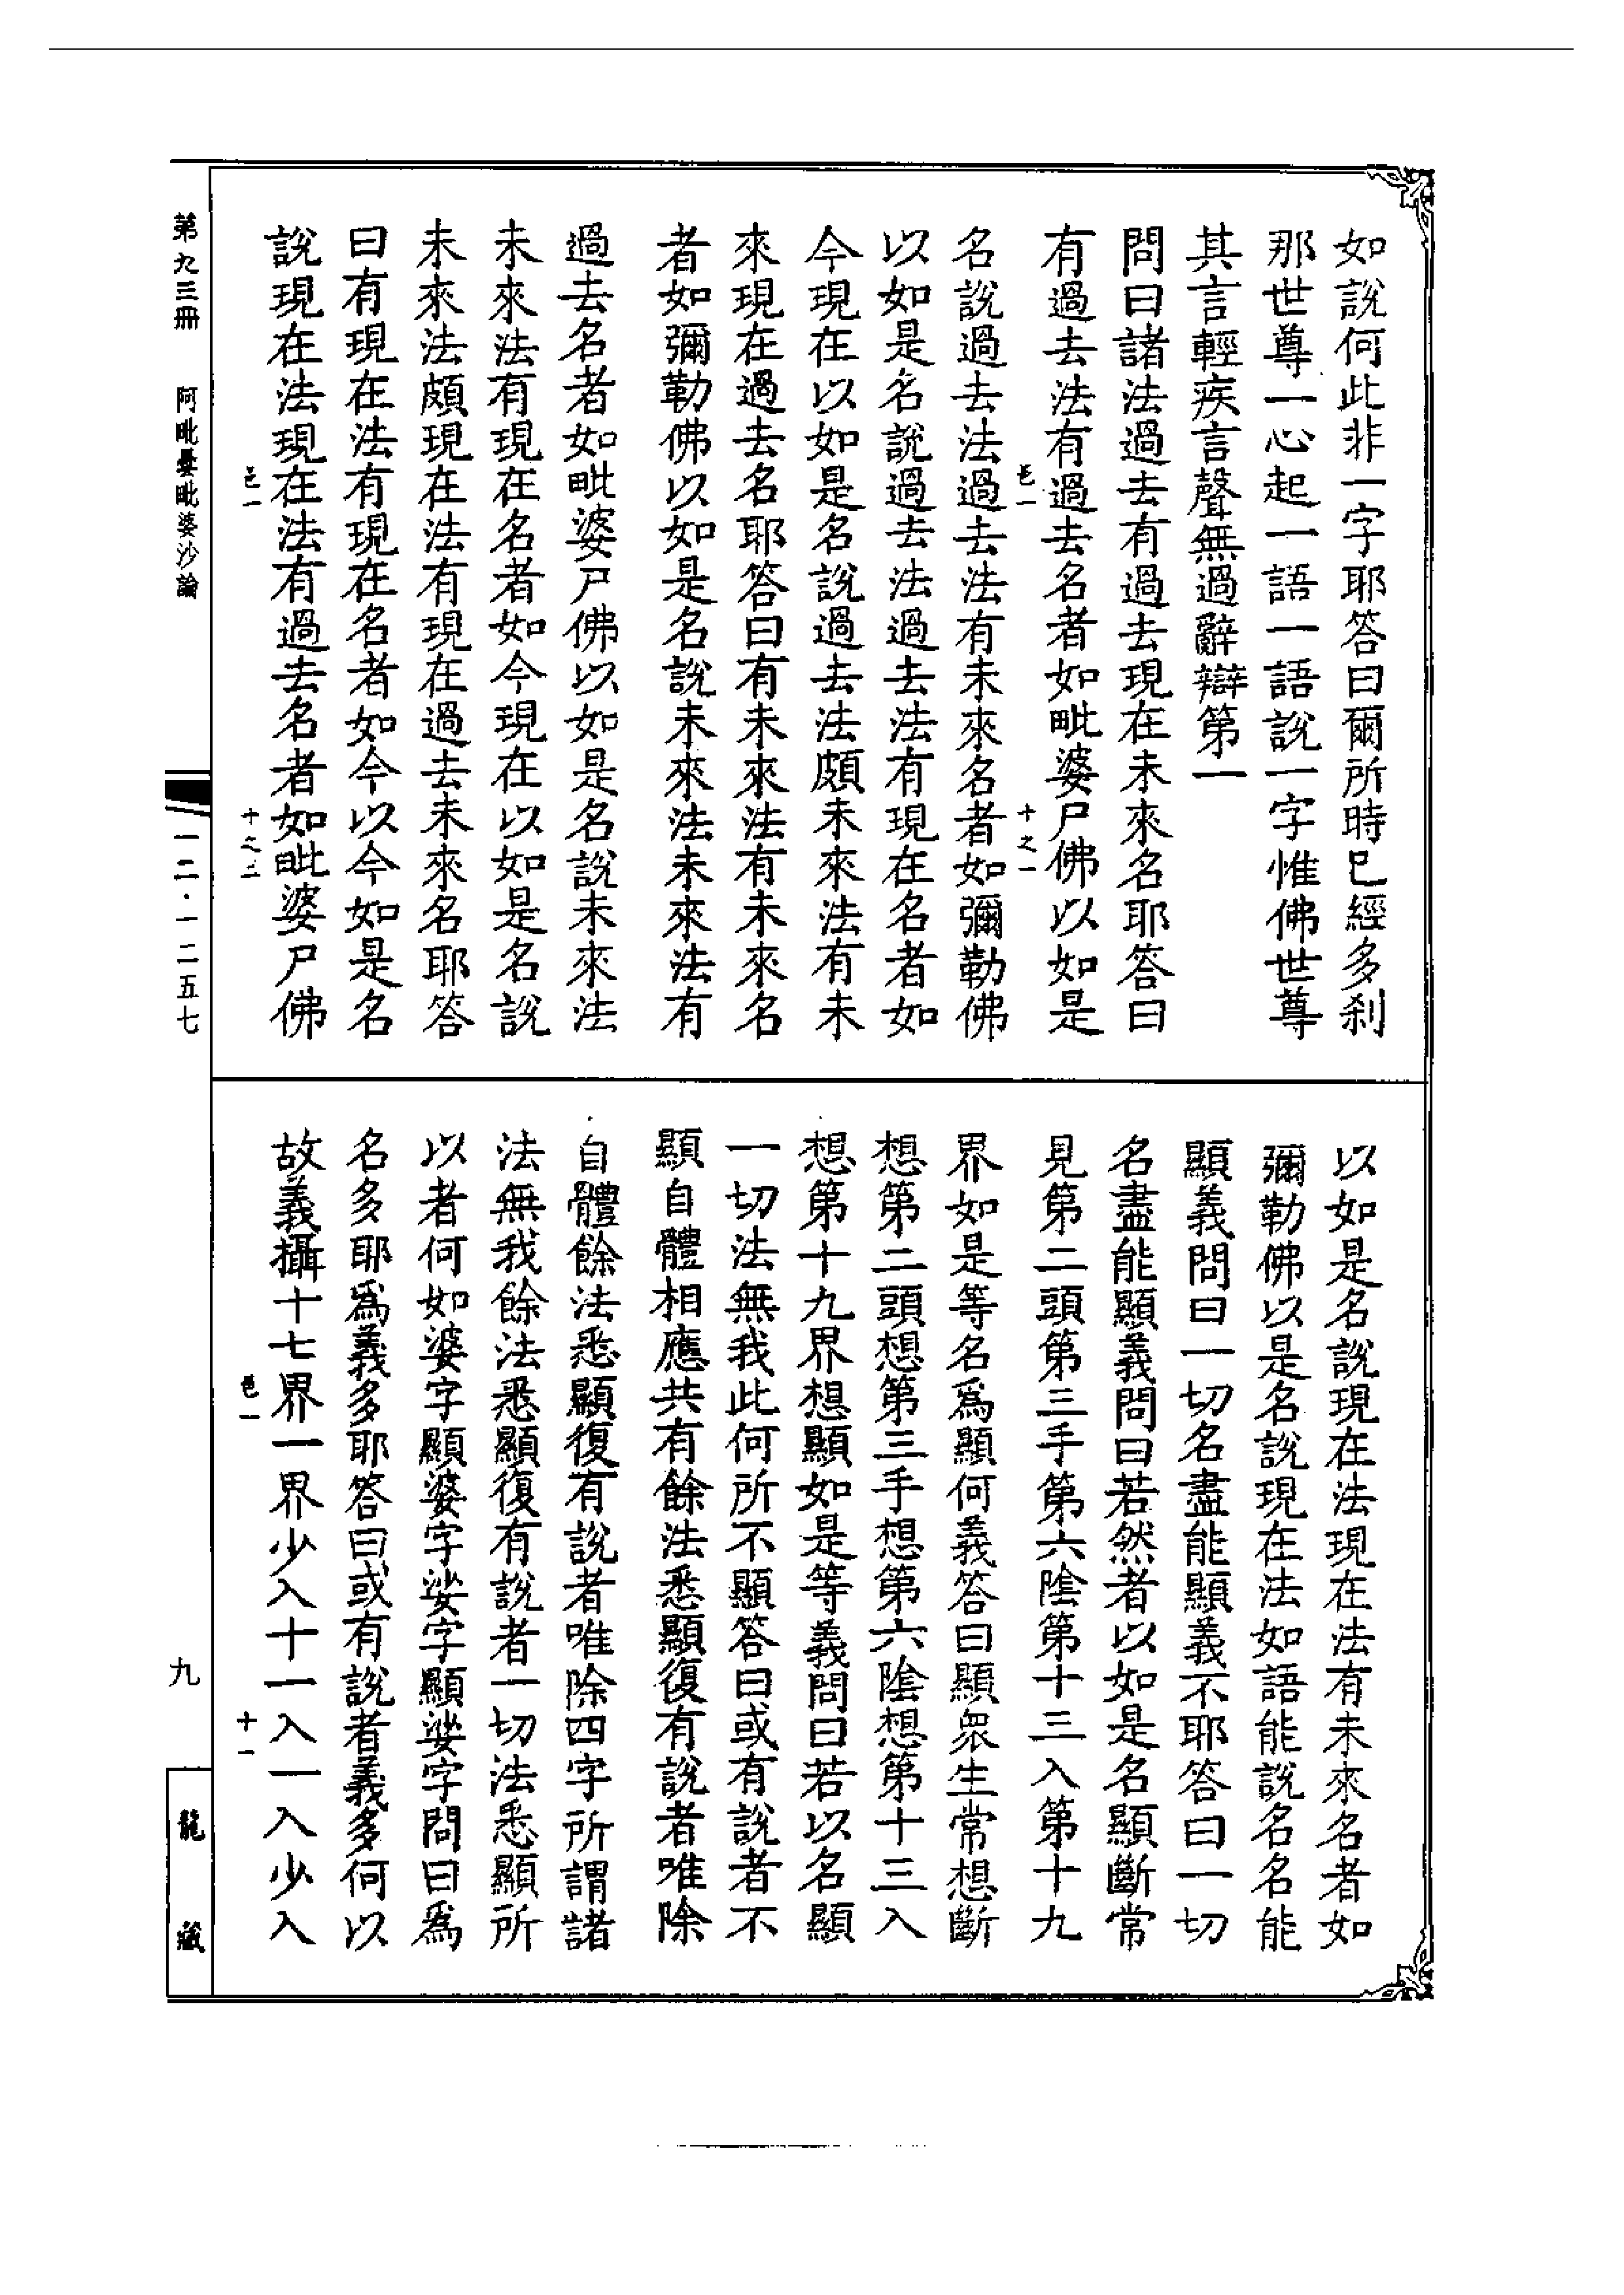 如說何此非一字耶答曰爾所時已經多刹
那世尊一心起一語一語說一字惟佛世尊
其言輕疾言聲無過辭辯第一
問曰諸法過去有過去現在未來名耶答曰
有過去法有過去名者如毗婆尸佛以如是
邑一 十之一
名說過去法過去法有未來名者如彌勒佛
以如是名說過去法過去法有現在名者如
今現在以如是名說過去法頗未來法有未
來現在過去名耶答曰有未來法有未來名
者如彌勒佛以如是名說未來法未來法有
過去名者如毗婆尸佛以如是名說未來法
未來法有現在名者如今現在以如是名說
未來法頗現在法有現在過去未來名耶答
曰有現在法有現在名者如今以今如是名
說現在法現在法有過去名者如毗婆尸佛
邑一 十之二
以如是名說現在法現在法有未來名者如
彌勒佛以是名說現在法如語能說名名能
顯義問曰一切名盡能顯義不耶答曰一切
名盡能顯義問曰若然者以如是名顯斷常
見第二頭第三手第六陰第十三入第十九
界如是等名爲顯何義答曰顯衆生常想斷
想第二頭想第三手想第六陰想第十三入
想第十九界想顯如是等義問曰若以名顯
一切法無我此何所不顯答曰或有說者不
顯自體相應共有餘法悉顯復有說者唯除
自體餘法悉顯復有說者唯除四字所謂諸
法無我餘法悉顯復有說者一切法悉顯所
以者何如婆字顯婆字娑字顯娑字問曰爲
名多耶爲義多耶答曰或有說者義多何以
故義攝十七界一界少入十一入一入少入
邑一 十一
第九三冊 阿毗曇毗婆沙論
一二·一二五七
九
龍藏